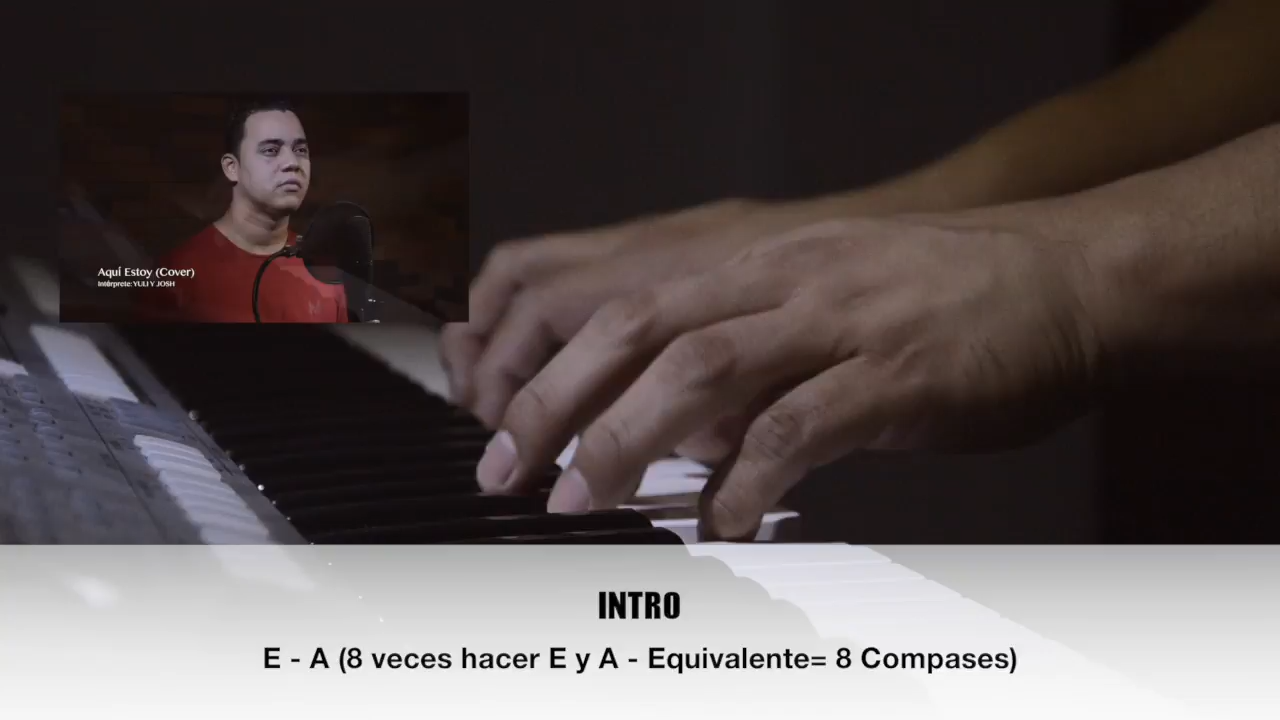 Aquí Estoy (Cover)
Intérprete: YULI Y JOSH
INTRO
E - A (8 veces hacer E y A - Equivalente= 8 Compases)